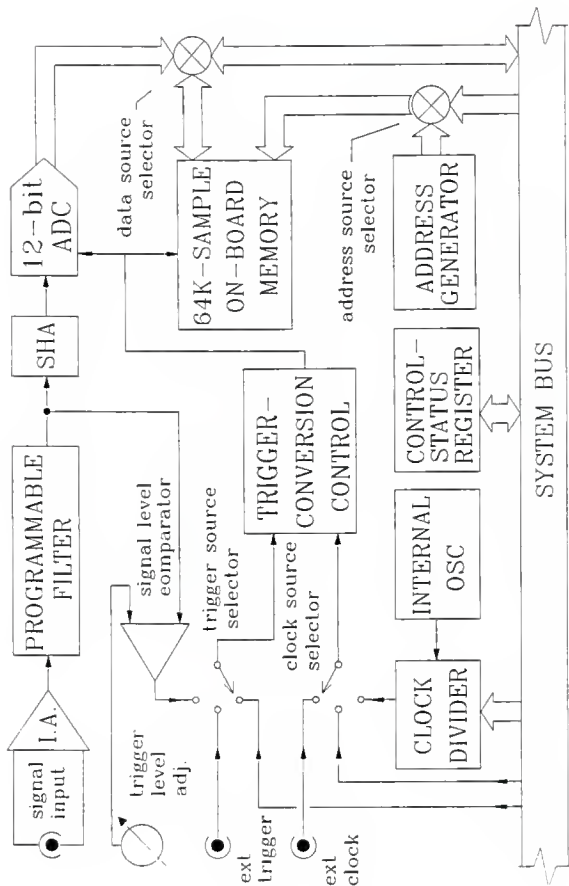 signal
input
I.A.
PROGRAMMABLE
FILTER
SHA
12-bit
ADC
trigger
level
adj.
signal level
eomparator
data source
selector
64K-SAMPLE
ON-BOARD
MEMORY
ext
trigger
trigger source
selector
TRIGGER-
CONVERSION
CONTROL
clock source
selector
address source
selector
ext
clock
CLOCK
DIVIDER
INTERNAL
OSC
CONTROL-
STATUS
REGISTER
ADDRESS
GENERATOR
SYSTEM BUS